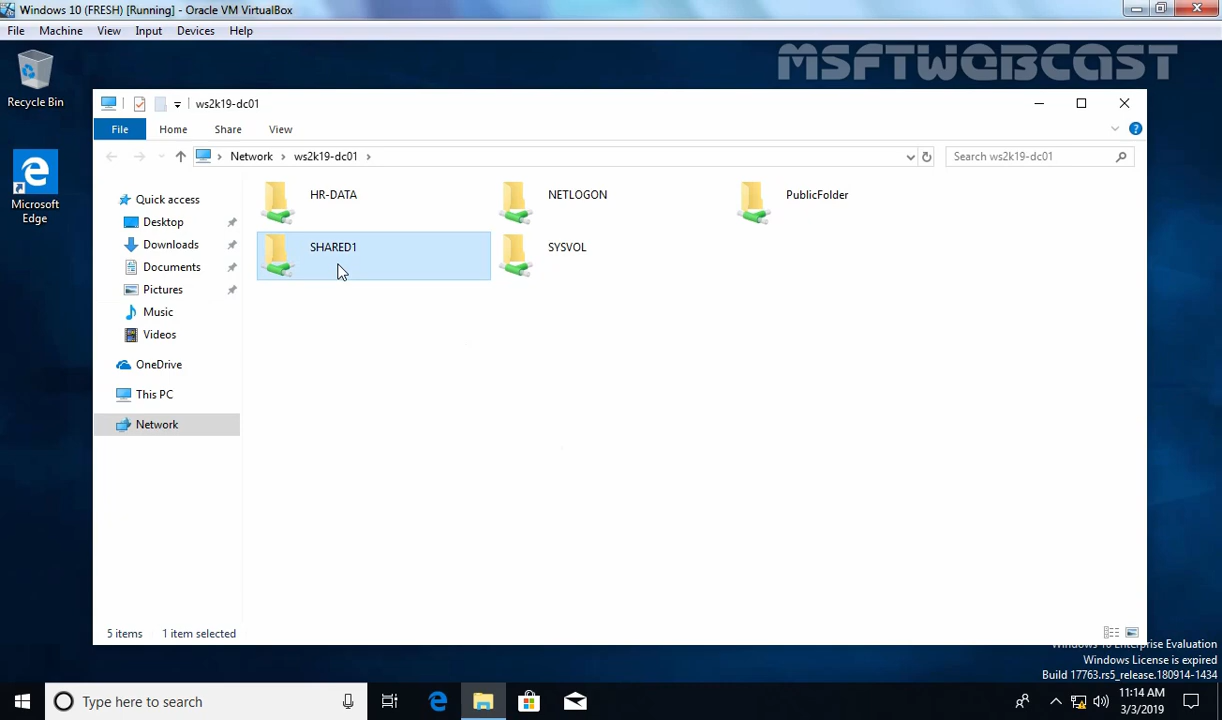 Windows 10 (FRESH) [Running] - Oracle VM VirtualBox
File Machine View Input Devices Help
MSFTWEBCAST
Recycle Bin
ws2k19-dc01
File Home Share View
Network ws2k19-dc01
Search ws2k19-dc01
Microsoft
Edge
Quick access
Desktop
Downloads
Documents
Pictures
Music
Videos
OneDrive
This PC
Network
HR-DATA
NETLOGON
PublicFolder
SHARED1
SYSVOL
5 items 1 item selected
Windows 10 Enterprise Evaluation
Windows License is expired
Build 17763.rs5_release.180914-1434
Type here to search
11:14 AM
3/3/2019